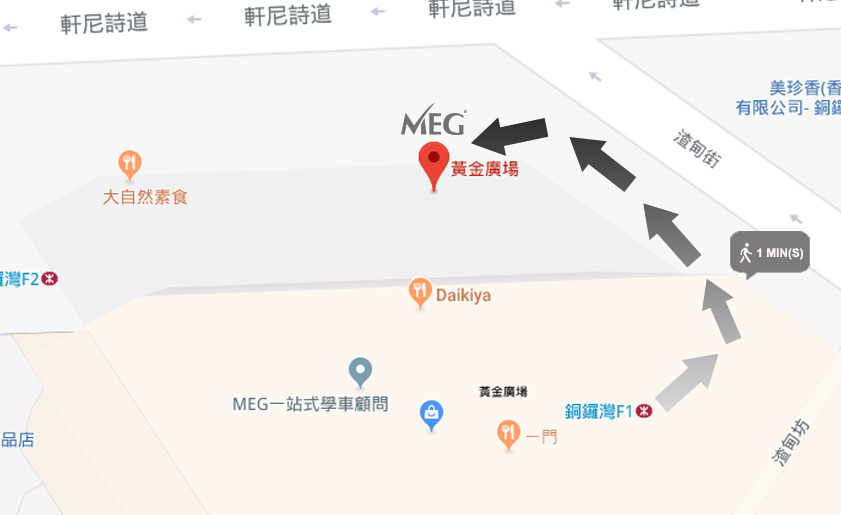 軒尼詩道
軒尼詩道
軒尼詩道
軒尼詩道
美珍香(香
有限公司- 銅鑼
MEG
渣甸街
黃金廣場
大自然素食
1 MIN(S)
灣F2
Daikiya
黃金廣場
MEG一站式學車顧問
銅鑼灣F1
一門
品店
渣甸坊